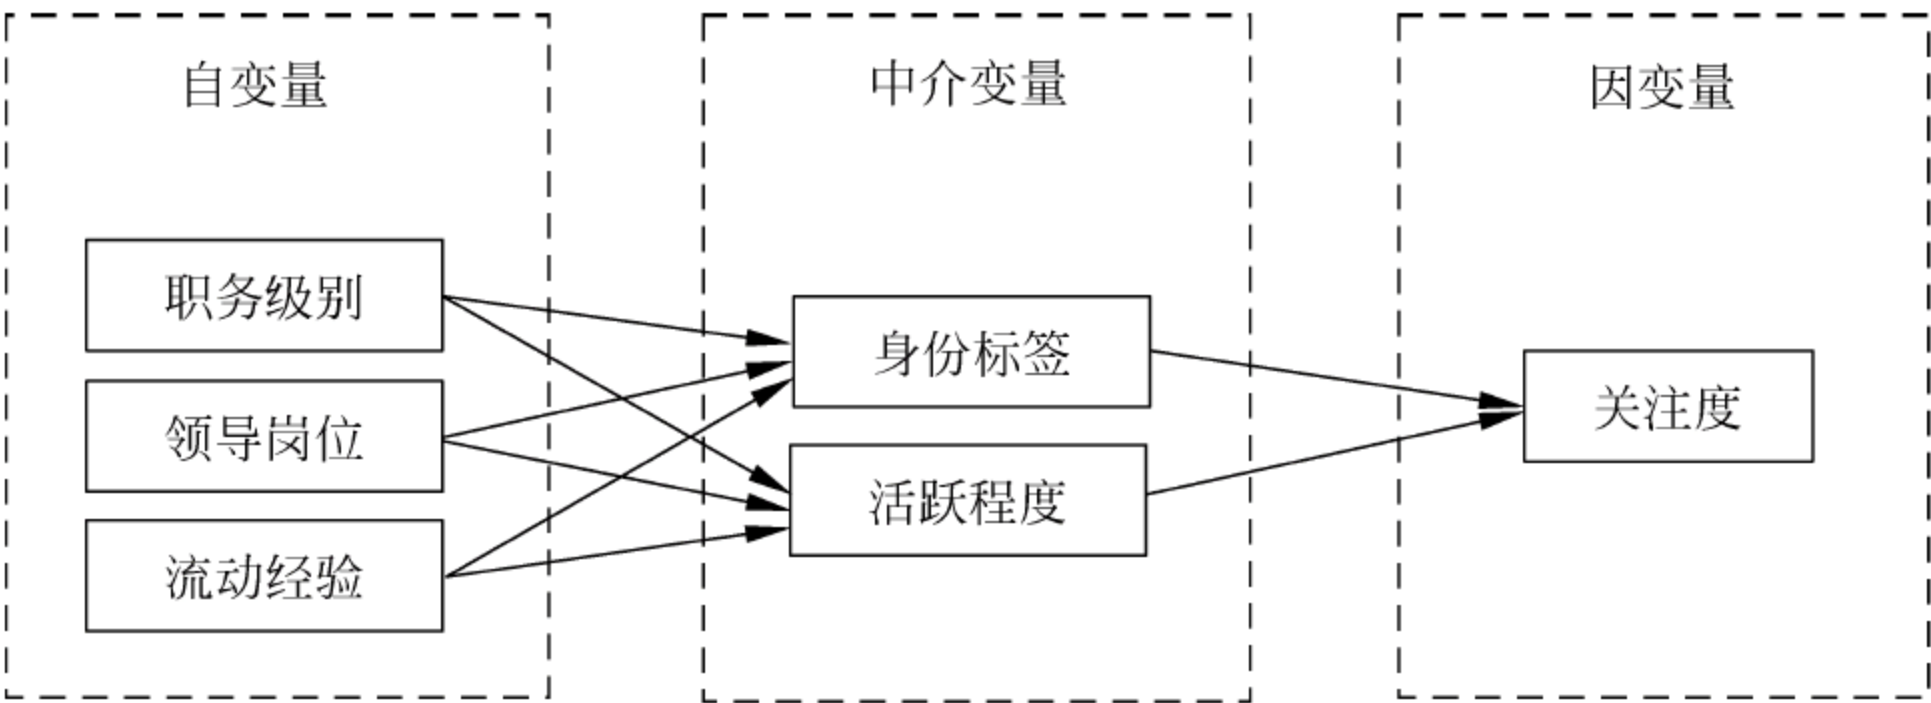 自变量
职务级别
领导岗位
流动经验
中介变量
身份标签
活跃程度
因变量
关注度